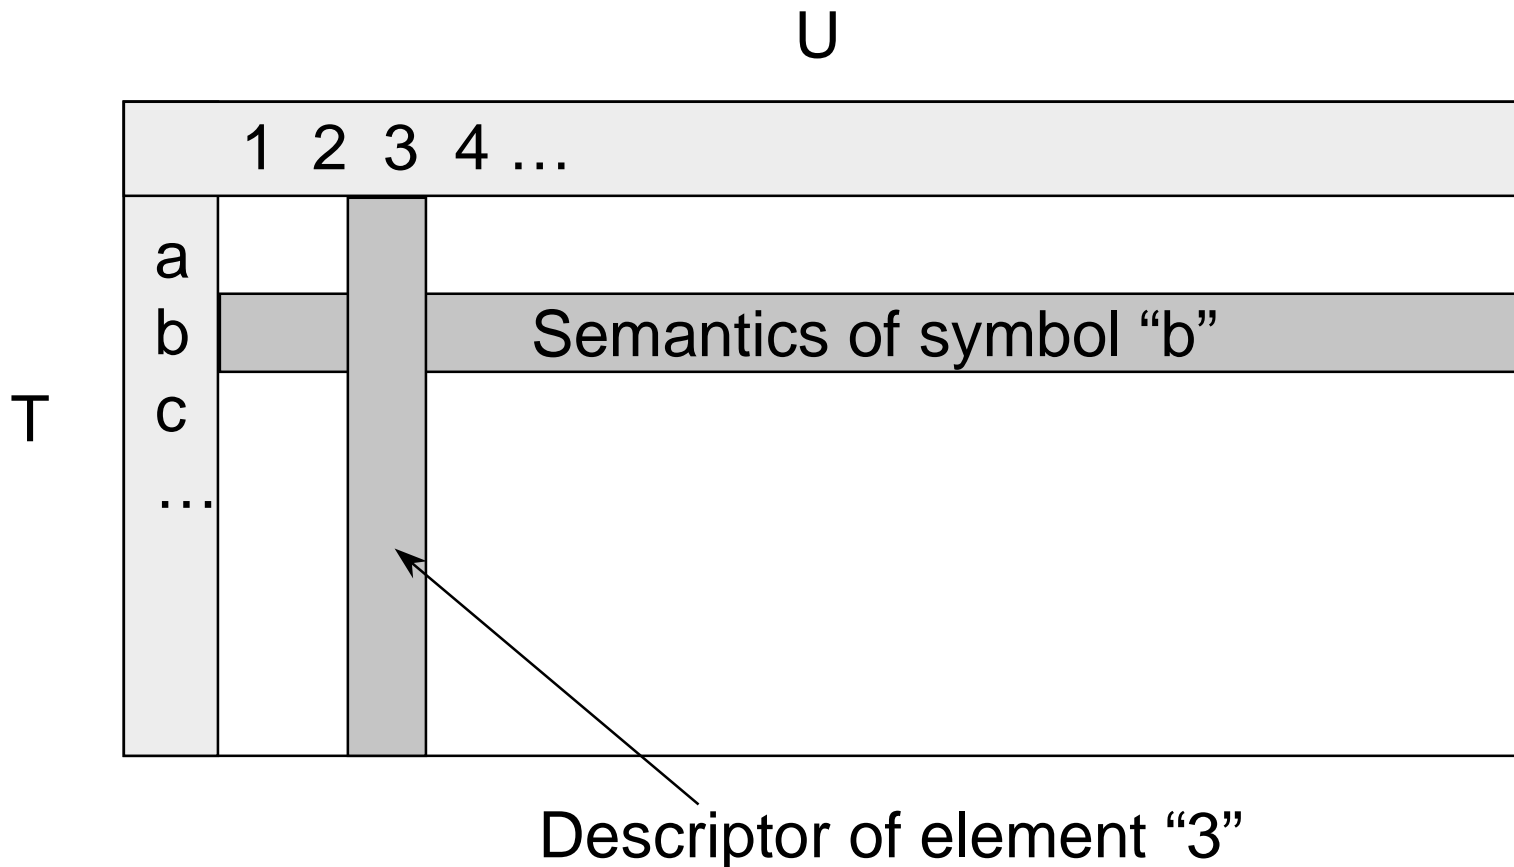 U
1 2 3 4 …
a
b
Semantics of symbol “b”
T
c
…
Descriptor of element “3”